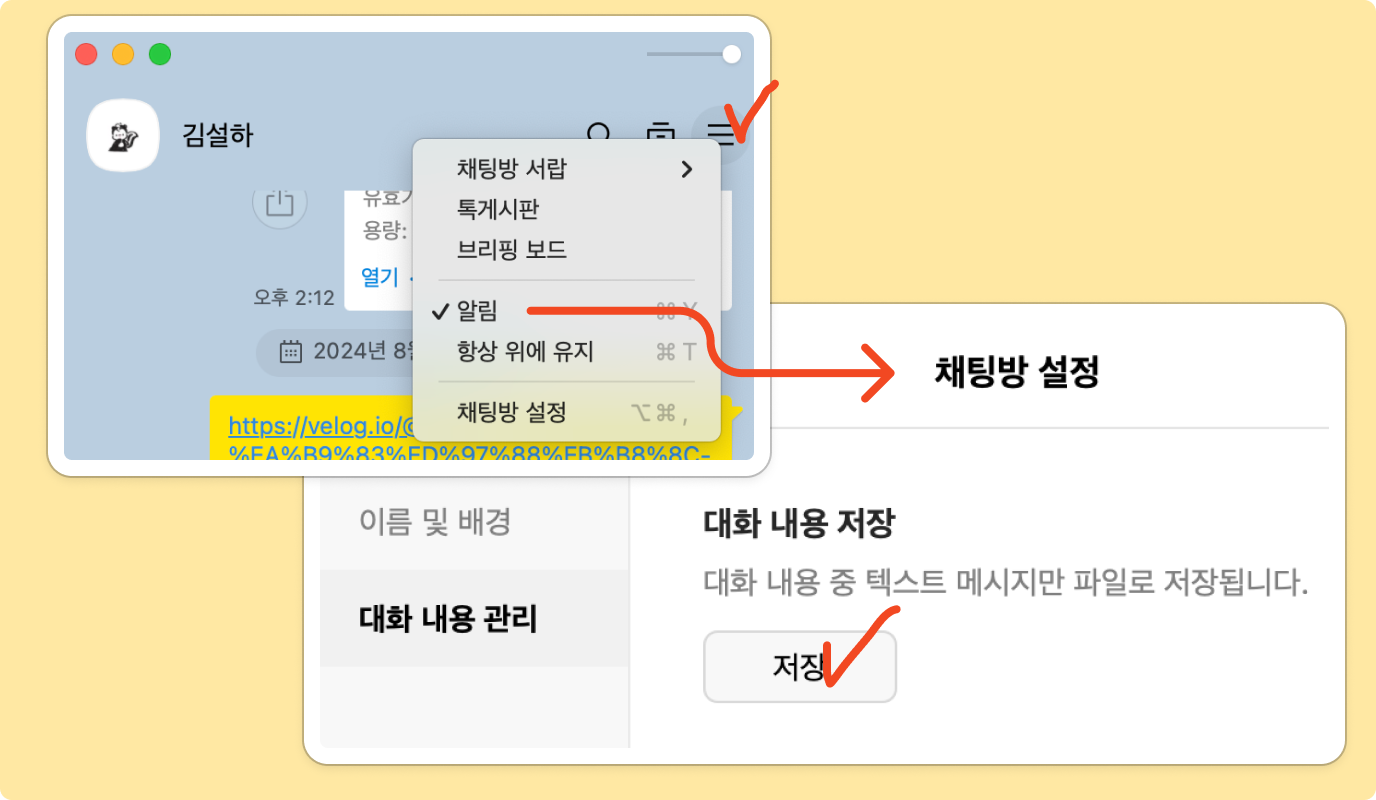 김설하
채팅방 서랍
톡게시판
브리핑 보드
알림 ⌘ Y
항상 위에 유지 ⌘ T
채팅방 설정 ⌥ ⌘ ,
용량:
열기
오후 2:12
2024년
https://velog.io/@
%EA%B9%83%ED%97%88%EB%B8%8C-
채팅방 설정
이름 및 배경
대화 내용 관리
대화 내용 저장
대화 내용 중 텍스트 메시지만 파일로 저장됩니다.
저장